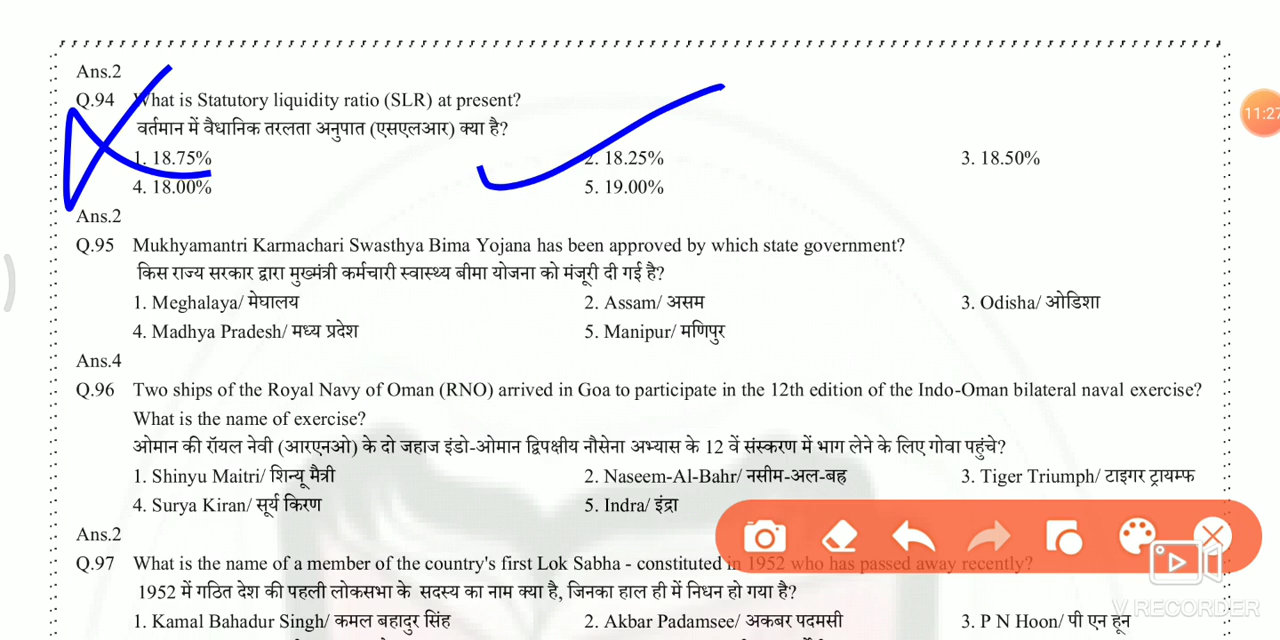 Ans.2
Q.94 What is Statutory liquidity ratio (SLR) at present?
वर्तमान में वैधानिक तरलता अनुपात (एसएलआर) क्या है?
1. 18.75% 2. 18.25% 3. 18.50%
4. 18.00% 5. 19.00%
Ans.2
Q.95 Mukhyamantri Karmachari Swasthya Bima Yojana has been approved by which state government?
किस राज्य सरकार द्वारा मुख्यमंत्री कर्मचारी स्वास्थ्य बीमा योजना को मंजूरी दी गई है?
1. Meghalaya/ मेघालय 2. Assam/ असम 3. Odisha/ ओडिशा
4. Madhya Pradesh/ मध्य प्रदेश 5. Manipur/ मणिपुर
Ans.4
Q.96 Two ships of the Royal Navy of Oman (RNO) arrived in Goa to participate in the 12th edition of the Indo-Oman bilateral naval exercise?
What is the name of exercise?
ओमान की रॉयल नेवी (आरएनओ) के दो जहाज इंडो-ओमान द्विपक्षीय नौसेना अभ्यास के 12 वें संस्करण में भाग लेने के लिए गोवा पहुंचे?
1. Shinyu Maitri/ शिन्यू मैत्री 2. Naseem-Al-Bahr/ नसीम-अल-बह्र 3. Tiger Triumph/ टाइगर ट्रायम्फ
4. Surya Kiran/ सूर्य किरण 5. Indra/ इंद्रा
Ans.2
Q.97 What is the name of a member of the country's first Lok Sabha - constituted in 1952 who has passed away recently?
1952 में गठित देश की पहली लोकसभा के सदस्य का नाम क्या है, जिनका हाल ही में निधन हो गया है?
1. Kamal Bahadur Singh/ कमल बहादुर सिंह 2. Akbar Padamsee/ अकबर पदमसी 3. P N Hoon/ पी एन हून
11:27
V RECORDER